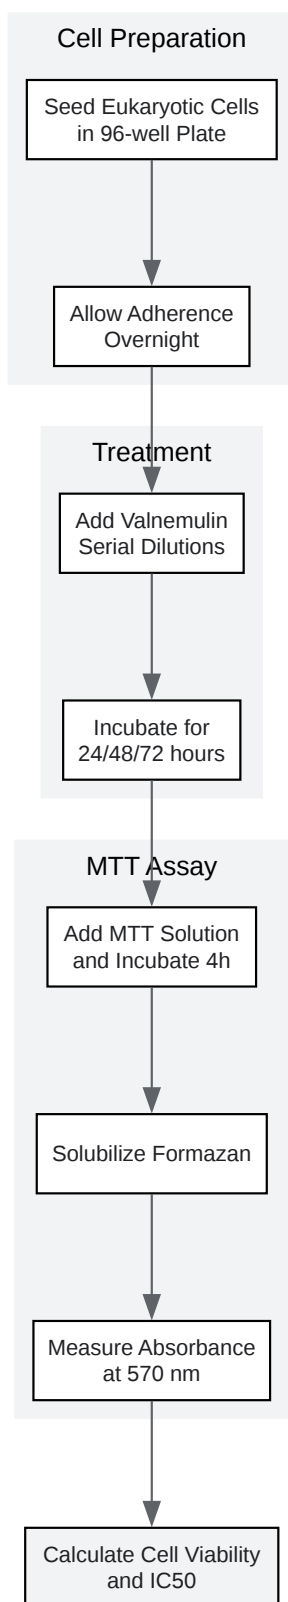 Cell Preparation
Seed Eukaryotic Cells
in 96-well Plate
Allow Adherence
Overnight
Treatment
Add Valnemulin
Serial Dilutions
Incubate for
24/48/72 hours
MTT Assay
Add MTT Solution
and Incubate 4h
Solubilize Formazan
Measure Absorbance
at 570 nm
Calculate Cell Viability
and IC50